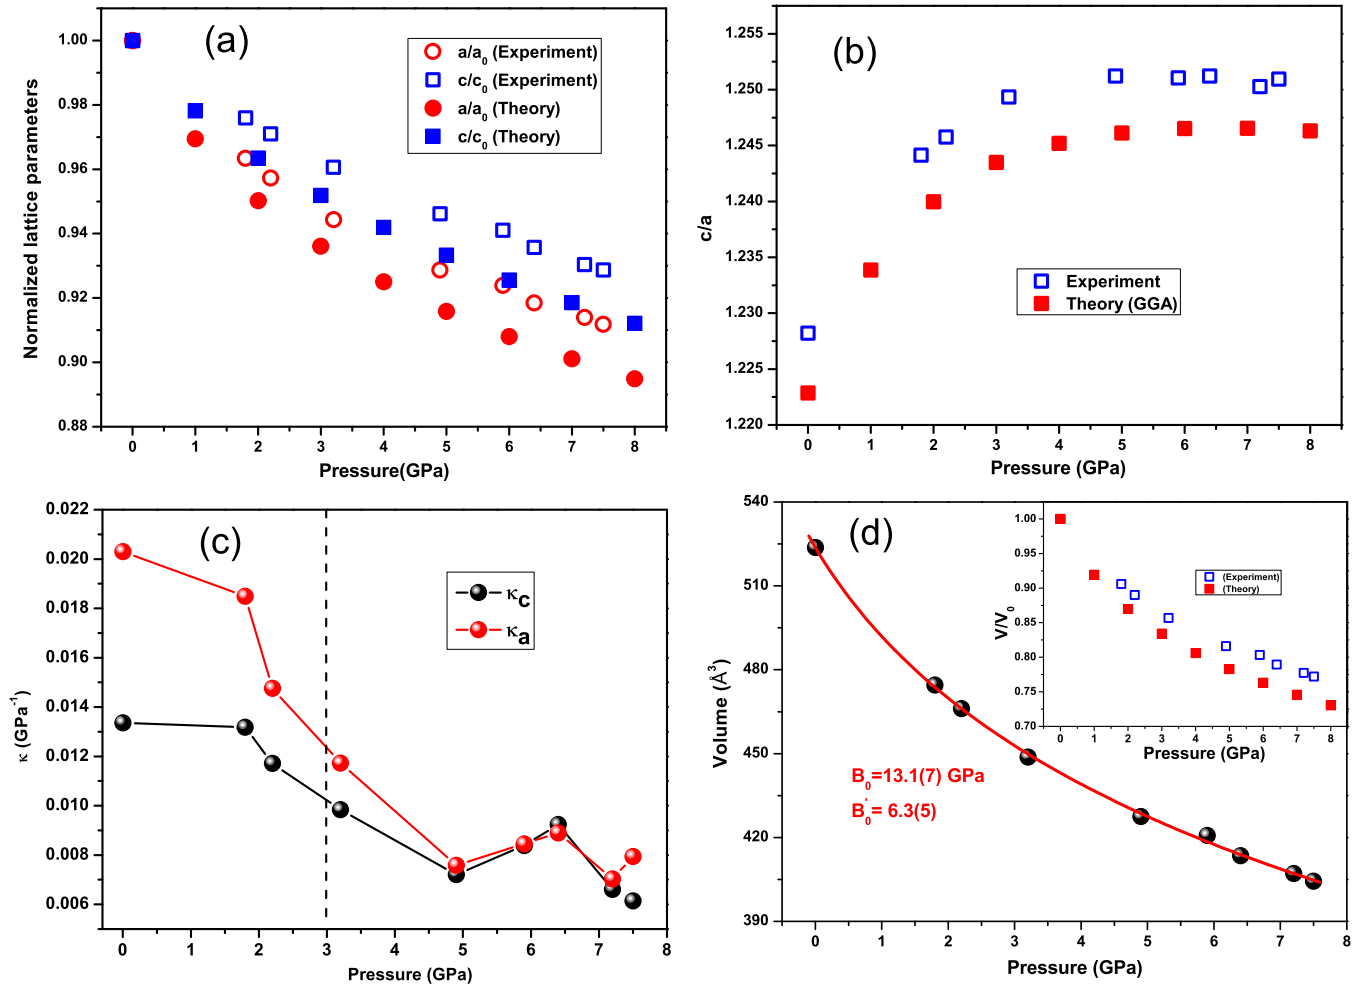 (a)
1.00
0.98
0.96
0.94
0.92
0.90
0.88
Normalized lattice parameters
a/a0 (Experiment)
c/c0 (Experiment)
a/a0 (Theory)
c/c0 (Theory)
0 1 2 3 4 5 6 7 8
Pressure(GPa)
(b)
1.255
1.250
1.245
1.240
1.235
1.230
1.225
1.220
c/a
Experiment
Theory (GGA)
0 1 2 3 4 5 6 7 8
Pressure (GPa)
(c)
0.022
0.020
0.018
0.016
0.014
0.012
0.010
0.008
0.006
κ (GPa-1)
κc
κa
0 1 2 3 4 5 6 7 8
Pressure (GPa)
(d)
540
510
480
450
420
390
Volume (Å3)
B0=13.1(7) GPa
B0'= 6.3(5)
0 1 2 3 4 5 6 7 8
Pressure (GPa)
1.00
0.95
0.90
0.85
0.80
0.75
0.70
V/V0
(Experiment)
(Theory)
0 1 2 3 4 5 6 7 8
Pressure (GPa)